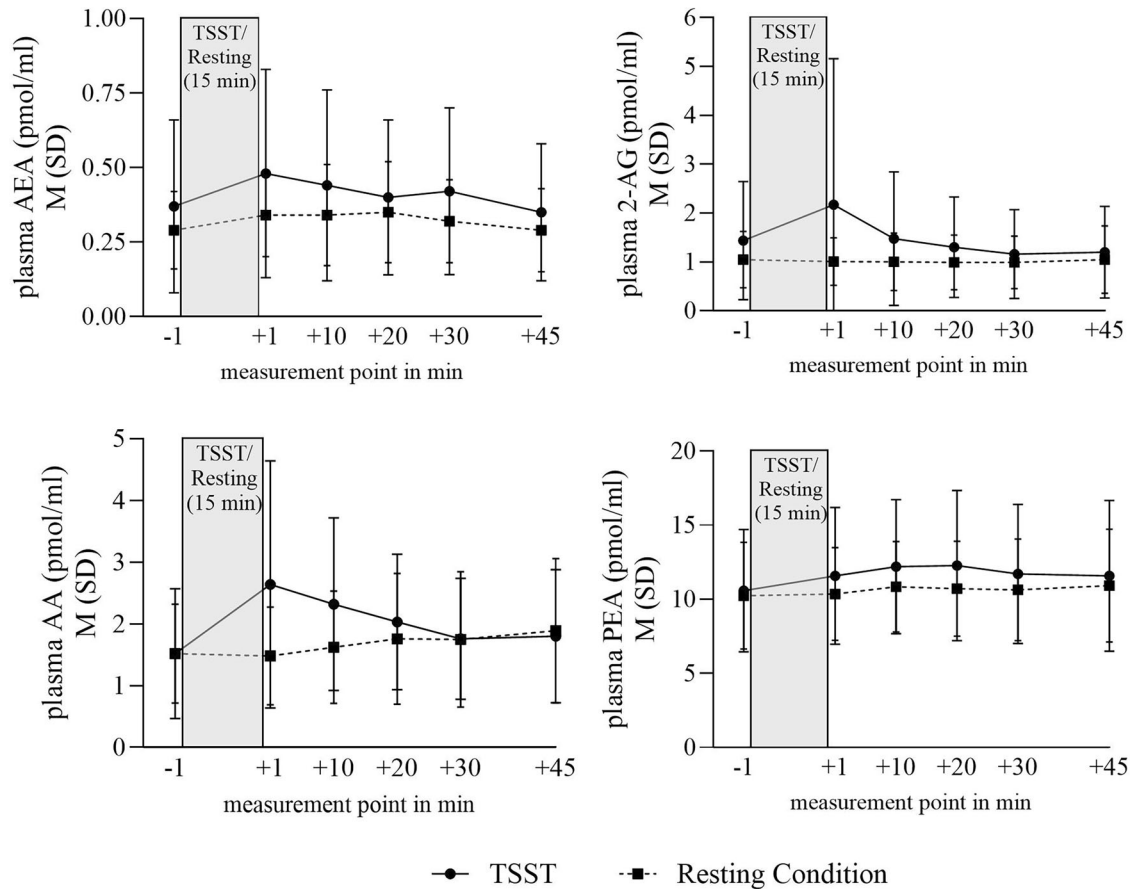 1.00
0.75
0.50
0.25
0.00
plasma AEA (pmol/ml)
M (SD)
TSST/
Resting
(15 min)
-1 +1 +10 +20 +30 +45
measurement point in min
6
5
4
3
2
1
0
plasma 2-AG (pmol/ml)
M (SD)
TSST/
Resting
(15 min)
-1 +1 +10 +20 +30 +45
measurement point in min
5
4
3
2
1
0
plasma AA (pmol/ml)
M (SD)
TSST/
Resting
(15 min)
-1 +1 +10 +20 +30 +45
measurement point in min
20
15
10
5
0
plasma PEA (pmol/ml)
M (SD)
TSST/
Resting
(15 min)
-1 +1 +10 +20 +30 +45
measurement point in min
TSST Resting Condition